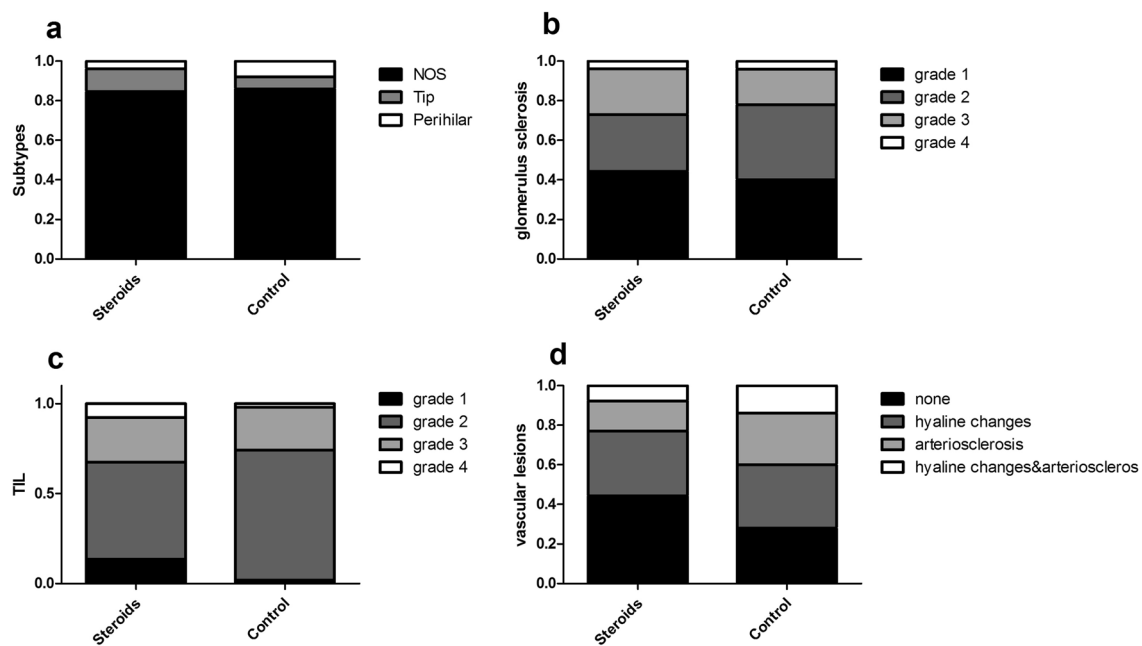 a
1.0
0.8
0.6
0.4
0.2
0.0
Subtypes
Steroids
Control
NOS
Tip
Perihilar
b
1.0
0.8
0.6
0.4
0.2
0.0
glomerulus sclerosis
Steroids
Control
grade 1
grade 2
grade 3
grade 4
c
1.0
0.5
0.0
TIL
Steroids
Control
grade 1
grade 2
grade 3
grade 4
d
1.0
0.8
0.6
0.4
0.2
0.0
vascular lesions
Steroids
Control
none
hyaline changes
arteriosclerosis
hyaline changes&arterioscleros